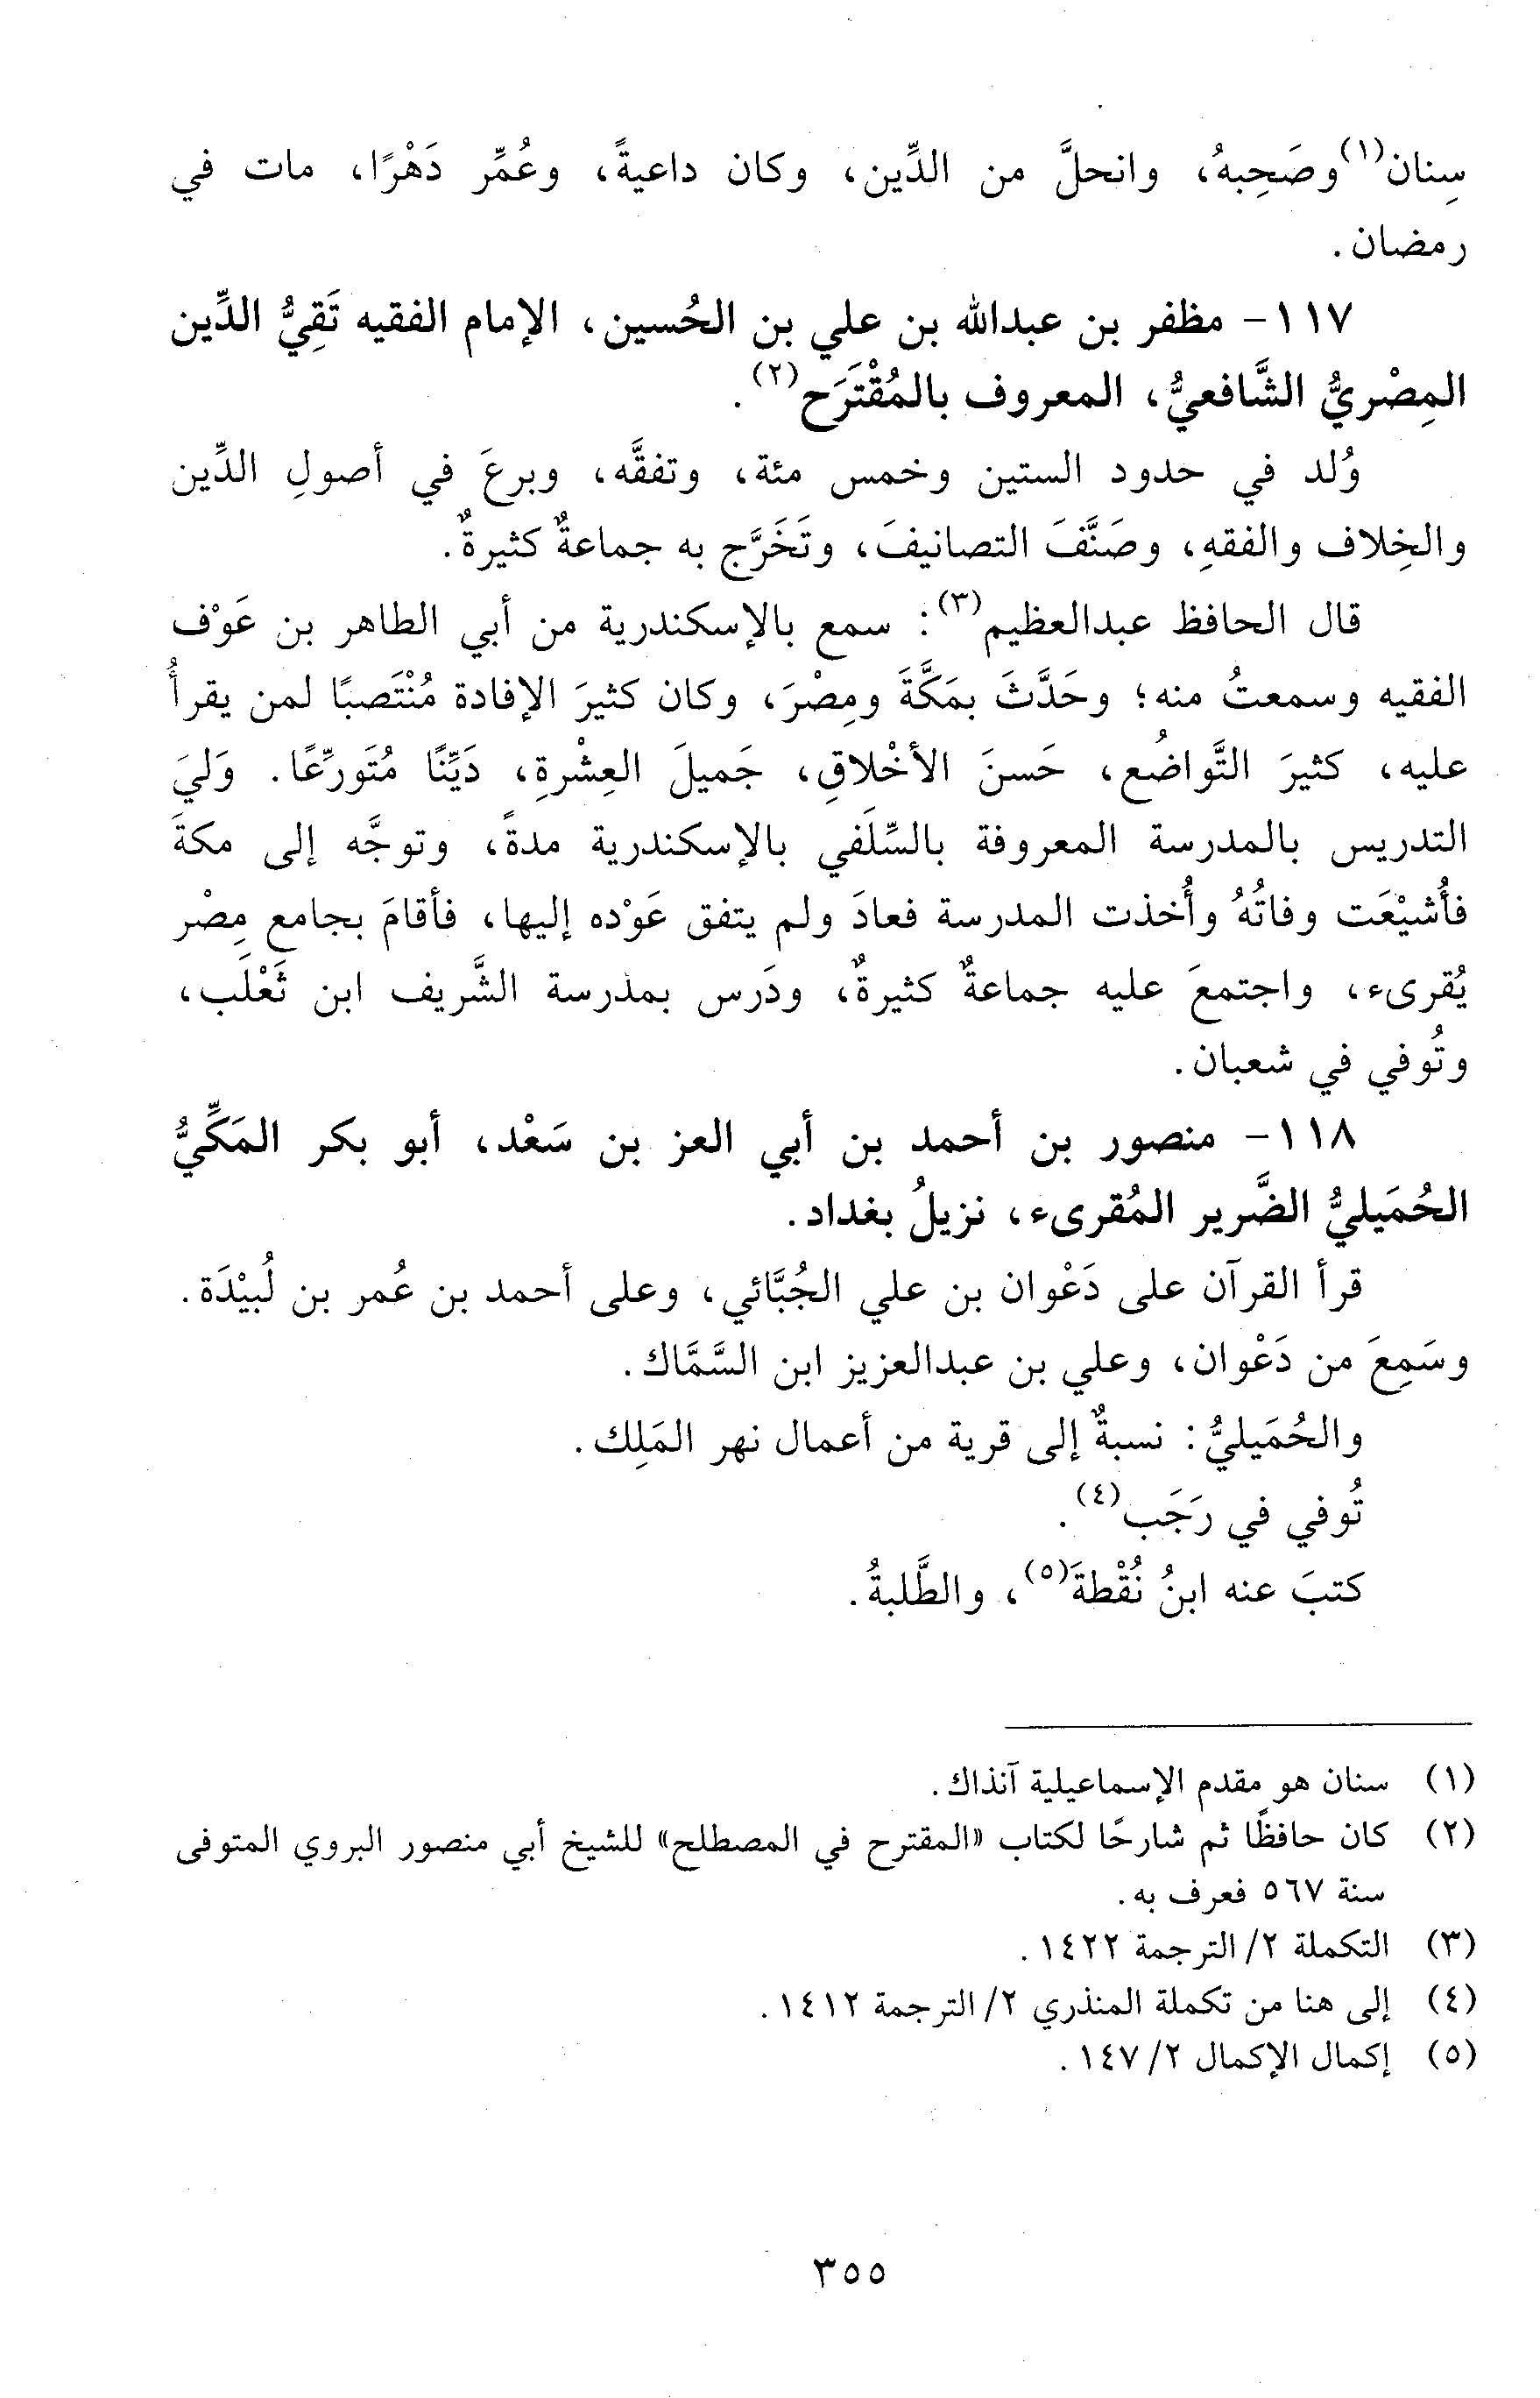 سِنان(١) وصَحِبهُ، وانحلَّ من الدِّين، وكان داعيةً، وعُمِّر دَهْرًا، مات في
رمضان.
١١٧- مظفر بن عبدالله بن علي بن الحُسين، الإمام الفقيه تَقِيُّ الدِّين
المِصْريُّ الشَّافعيُّ، المعروف بالمُقْتَرَح(٢).
وُلد في حدود الستين وخمس مئة، وتفقَّه، وبرعَ في أصولِ الدِّين
والخِلاف والفقهِ، وصَنَّفَ التصانيفَ، وتَخَرَّج به جماعةٌ كثيرةٌ.
قال الحافظ عبدالعظيم(٣): سمع بالإسكندرية من أبي الطاهر بن عَوْف
الفقيه وسمعتُ منه؛ وحَدَّثَ بمَكَّةَ ومِصْرَ، وكان كثيرَ الإفادة مُنْتَصبًا لمن يقرأُ
عليه، كثيرَ التَّواضُع، حَسنَ الأخْلاقِ، جَميلَ العِشْرةِ، دَيِّنًا مُتَورِّعًا. وَليَ
التدريس بالمدرسة المعروفة بالسِّلَفي بالإسكندرية مدةً، وتوجَّه إلى مكةَ
فأُشيْعَت وفاتُهُ وأُخذت المدرسة فعادَ ولم يتفق عَوْده إليها، فأقامَ بجامع مِصْر
يُقرىء، واجتمعَ عليه جماعةٌ كثيرةٌ، ودَرس بمدرسة الشَّريف ابن ثَعْلَب،
وتُوفي في شعبان.
١١٨- منصور بن أحمد بن أبي العز بن سَعْد، أبو بكر المَكِّيُّ
الحُمَيليُّ الضَّرير المُقرىء، نزيلُ بغداد.
قرأ القرآن على دَعْوان بن علي الجُبَّائي، وعلى أحمد بن عُمر بن لُبيْدَة.
وسَمِعَ من دَعْوان، وعلي بن عبدالعزيز ابن السَّمَّاك.
والحُمَيليُّ: نسبةٌ إلى قرية من أعمال نهر المَلِك.
تُوفي في رَجَب(٤).
كتبَ عنه ابنُ نُقْطةَ(٥)، والطَّلبةُ.
(١) سنان هو مقدم الإسماعيلية آنذاك.
(٢) كان حافظًا ثم شارحًا لكتاب «المقترح في المصطلح» للشيخ أبي منصور البروي المتوفى
سنة ٥٦٧ فعرف به.
(٣) التكملة ٢/ الترجمة ١٤٢٢.
(٤) إلى هنا من تكملة المنذري ٢/ الترجمة ١٤١٢.
(٥) إكمال الإكمال ٢/ ١٤٧.
٣٥٥